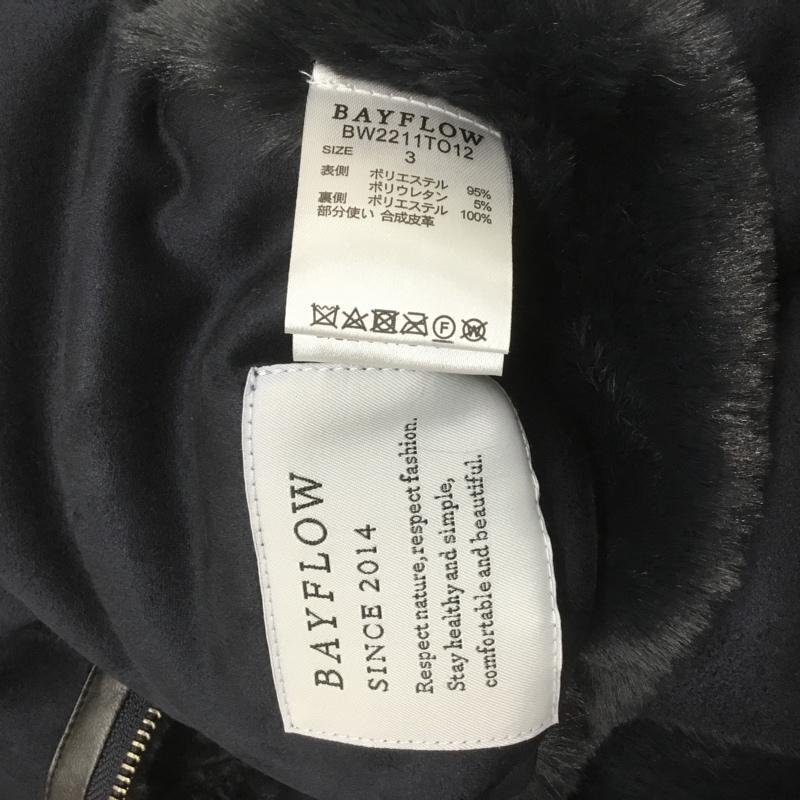 BAYFLOW
BW2211TO12
SIZE 3
表側 ポリエステル 95%
ポリウレタン 5%
裏側 ポリエステル 100%
部分使い 合成皮革
F W
BAYFLOW
SINCE 2014
Respect nature, respect fashion.
Stay healthy and simple,
comfortable and beautiful.